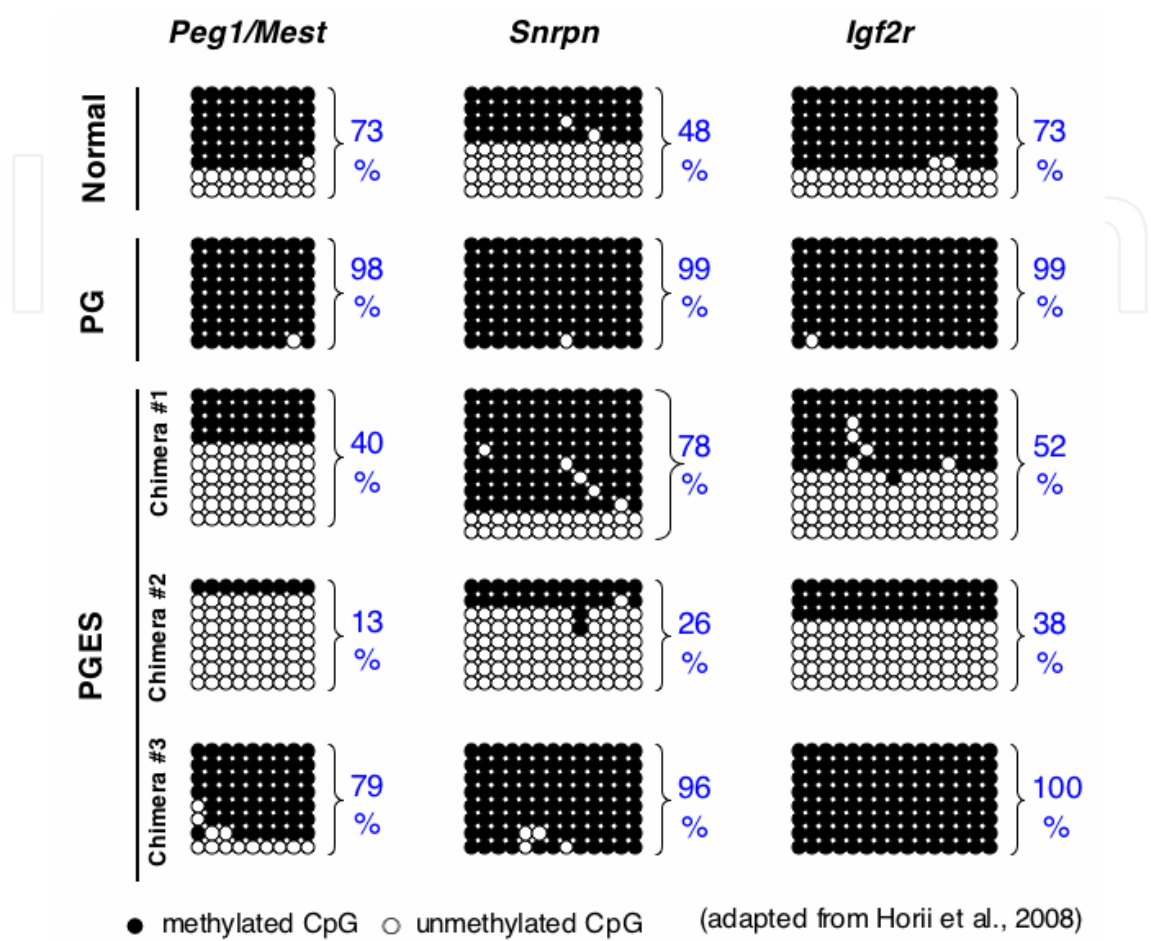 Peg1/Mest Snrpn Igf2r
Normal
73 % 48 % 73 %
PG
98 % 99 % 99 %
PGES
Chimera #1
40 % 78 % 52 %
Chimera #2
13 % 26 % 38 %
Chimera #3
79 % 96 % 100 %
methylated CpG unmethylated CpG (adapted from Horii et al., 2008)